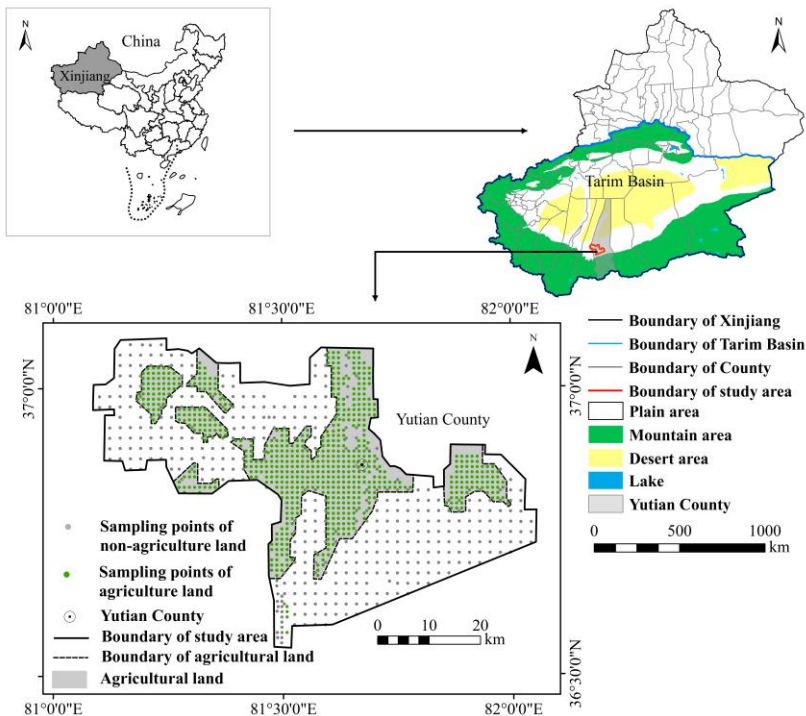 N
China
Xinjiang
N
Tarim Basin
81°0'0"E
81°30'0"E
82°0'0"E
37°0'0"N
37°0'0"N
N
Yutian County
Sampling points of
non-agriculture land
Sampling points of
agriculture land
Yutian County
Boundary of study area
Boundary of agricultural land
Agricultural land
0 10 20
km
36°30'0"N
81°0'0"E
81°30'0"E
82°0'0"E
Boundary of Xinjiang
Boundary of Tarim Basin
Boundary of County
Boundary of study area
Plain area
Mountain area
Desert area
Lake
Yutian County
0 500 1000
km